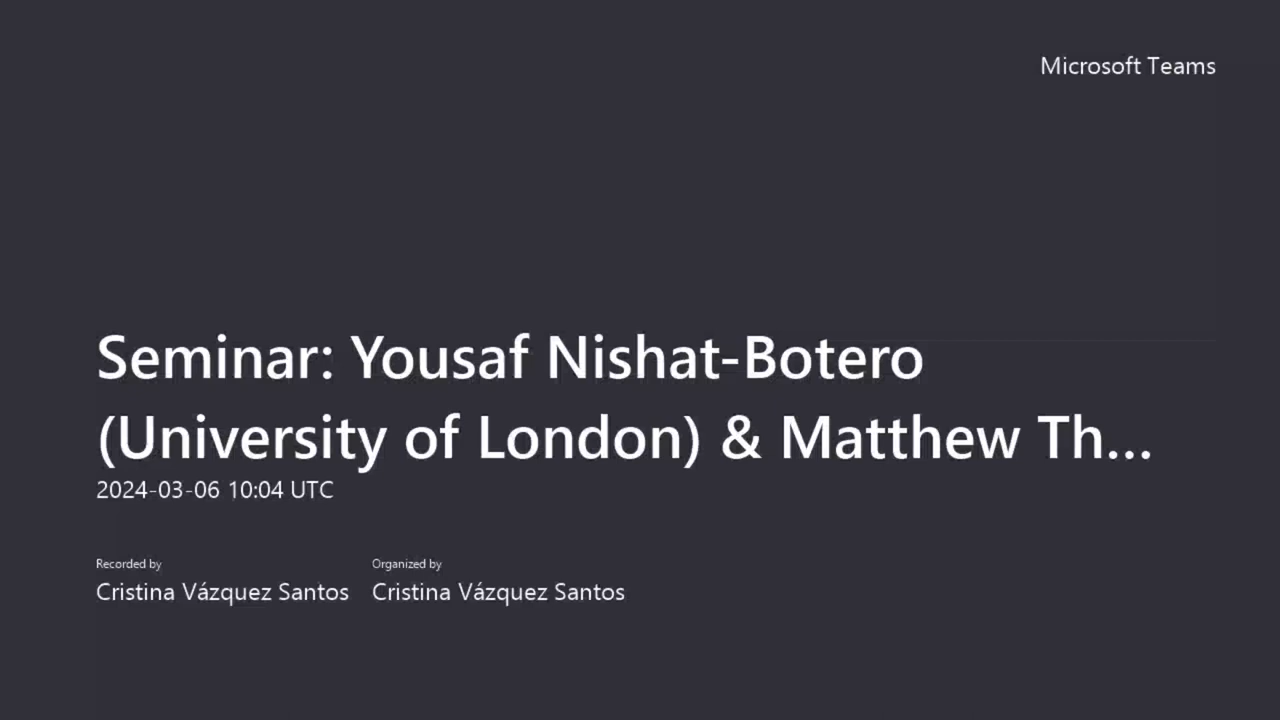 Microsoft Teams
Seminar: Yousaf Nishat-Botero
(University of London) & Matthew Th...
2024-03-06 10:04 UTC
Recorded by
Cristina Vázquez Santos
Organized by
Cristina Vázquez Santos